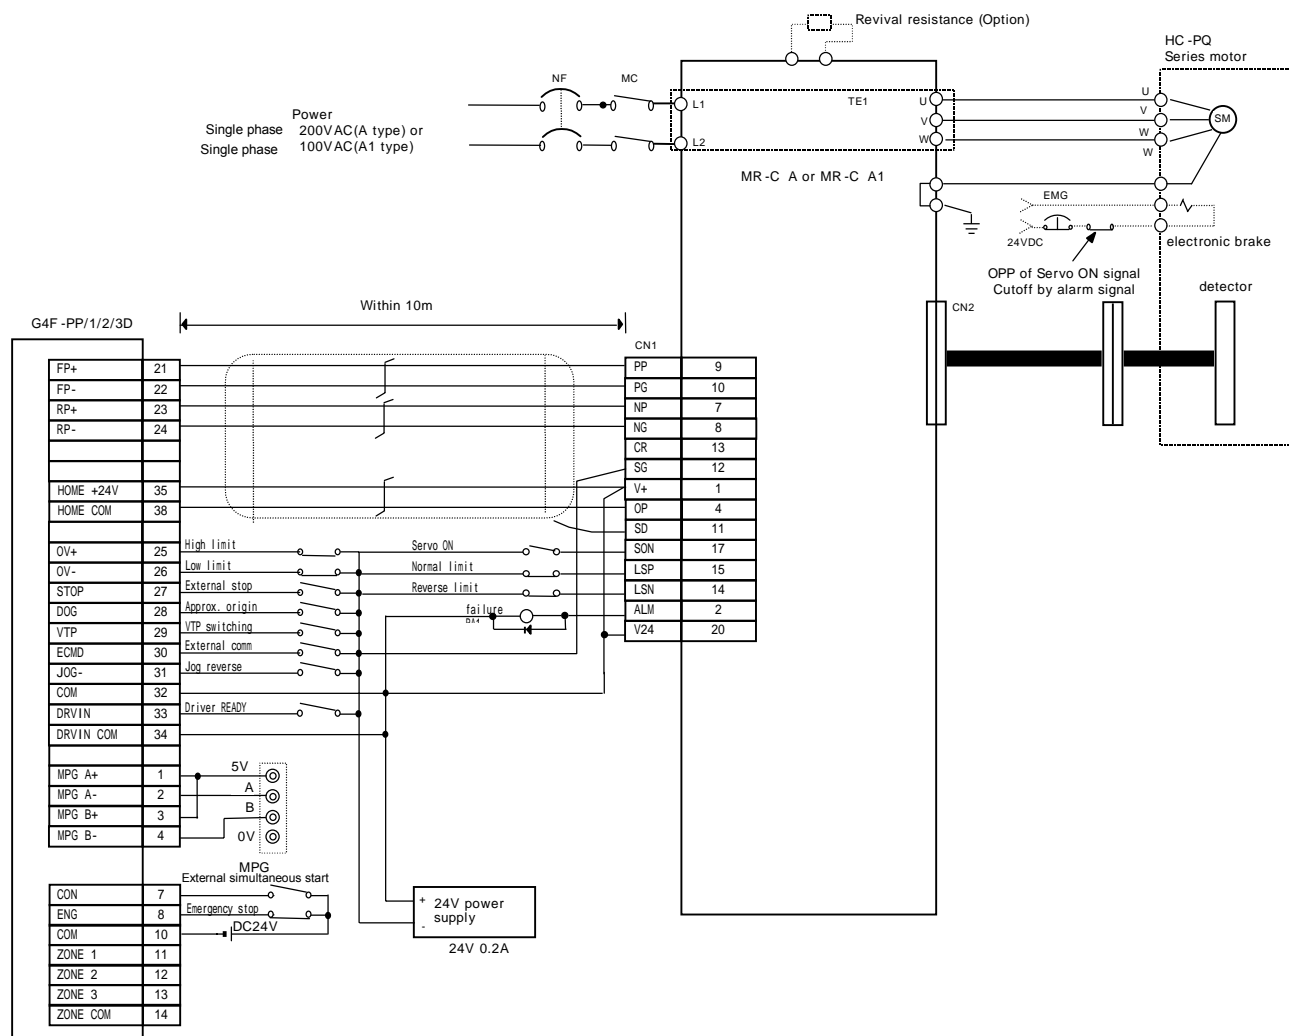 Revival resistance (Option)
HC-PQ
Series motor
NF
MC
L1
TE1
U
U
V
V
SM
Power
Single phase 200VAC(A type) or
Single phase 100VAC(A1 type)
L2
W
W
W
MR-C A or MR-C A1
EMG
24VDC
electronic brake
OPP of Servo ON signal
Cutoff by alarm signal
detector
CN2
Within 10m
G4F-PP/1/2/3D
CN1
FP+ 21 PP 9
FP- 22 PG 10
RP+ 23 NP 7
RP- 24 NG 8
CR 13
SG 12
HOME +24V 35 V+ 1
HOME COM 38 OP 4
SD 11
OV+ 25 High limit Servo ON SON 17
OV- 26 Low limit Normal limit LSP 15
STOP 27 External stop Reverse limit LSN 14
DOG 28 Approx. origin failure ALM 2
VTP 29 VTP switching V24 20
ECMD 30 External comm
JOG- 31 Jog reverse
COM 32
DRVIN 33 Driver READY
DRVIN COM 34
MPG A+ 1 5V
MPG A- 2 A
MPG B+ 3 B
MPG B- 4 0V
MPG
External simultaneous start
CON 7
ENG 8 Emergency stop
COM 10 DC24V
ZONE 1 11
ZONE 2 12
ZONE 3 13
ZONE COM 14
+ 24V power
supply
-
24V 0.2A